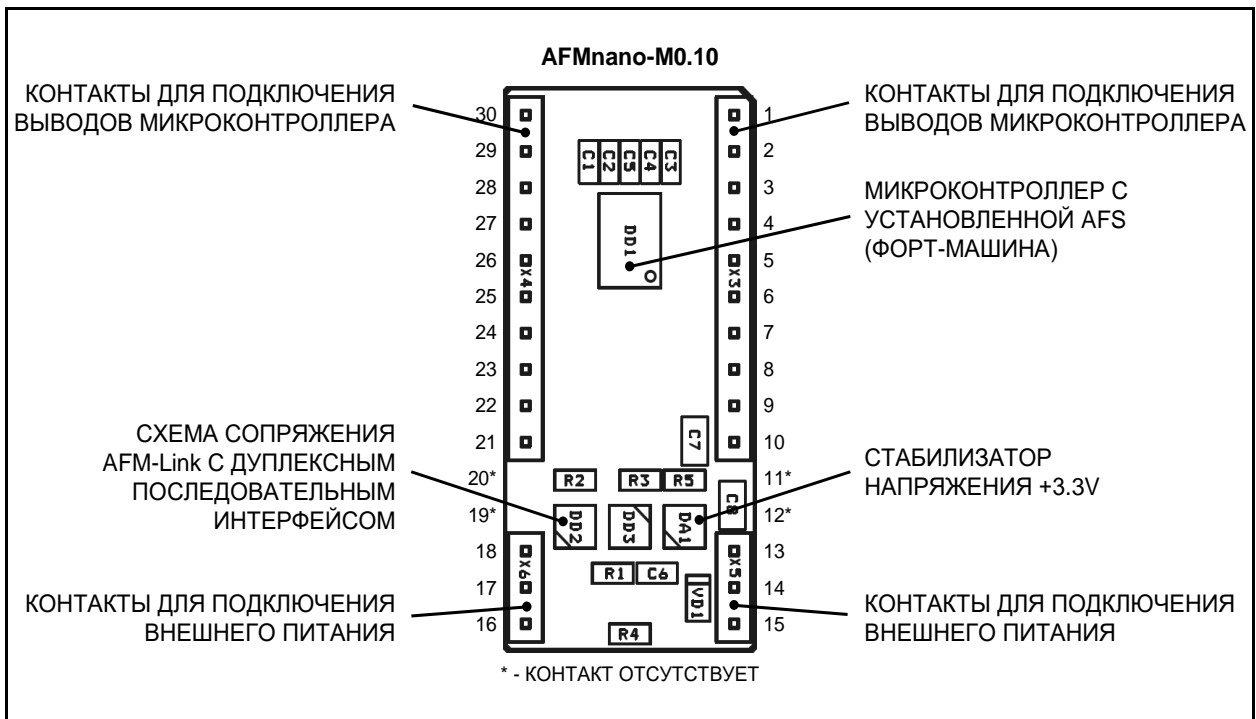 AFMnano-M0.10
КОНТАКТЫ ДЛЯ ПОДКЛЮЧЕНИЯ
ВЫВОДОВ МИКРОКОНТРОЛЛЕРА
КОНТАКТЫ ДЛЯ ПОДКЛЮЧЕНИЯ
ВЫВОДОВ МИКРОКОНТРОЛЛЕРА
МИКРОКОНТРОЛЛЕР С
УСТАНОВЛЕННОЙ AFS
(ФОРТ-МАШИНА)
СХЕМА СОПРЯЖЕНИЯ
AFM-Link С ДУПЛЕКСНЫМ
ПОСЛЕДОВАТЕЛЬНЫМ
ИНТЕРФЕЙСОМ
СТАБИЛИЗАТОР
НАПРЯЖЕНИЯ +3.3V
КОНТАКТЫ ДЛЯ ПОДКЛЮЧЕНИЯ
ВНЕШНЕГО ПИТАНИЯ
КОНТАКТЫ ДЛЯ ПОДКЛЮЧЕНИЯ
ВНЕШНЕГО ПИТАНИЯ
30
29
28
27
26
25
24
23
22
21
20*
19*
18
17
16
1
2
3
4
5
6
7
8
9
10
11*
12*
13
14
15
C1
C2
C5
C4
C3
DD1
X4
X3
C7
R2
R3
R5
C8
DD2
DD3
DA1
X6
X5
R1
C6
VD1
R4
* - КОНТАКТ ОТСУТСТВУЕТ